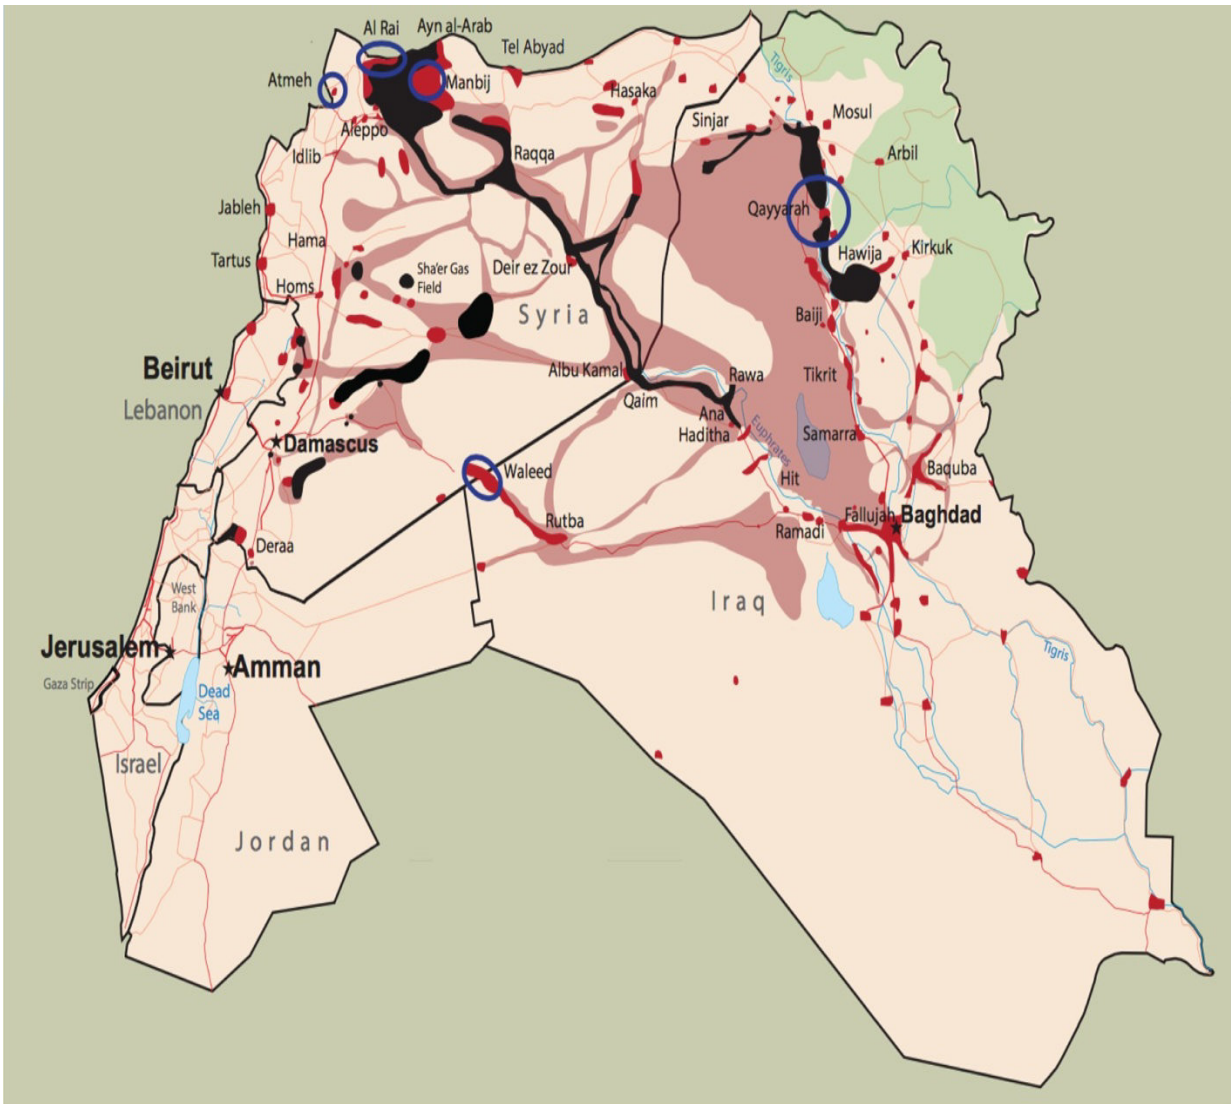 Al Rai
Ayn al-Arab
Tel Abyad
Tigris
Atmeh
Manbij
Hasaka
Sinjar
Mosul
Aleppo
Idlib
Raqqa
Arbil
Jableh
Qayyarah
Hama
Tartus
Homs
Sha'er Gas
Field
Deir ez Zour
Hawija
Kirkuk
Syria
Baiji
Beirut
Lebanon
Albu Kamal
Qaim
Rawa
Tikrit
Ana
Haditha
Euphrates
Samarra
Damascus
Waleed
Hit
Baquba
Rutba
Ramadi
Fallujah
Baghdad
Deraa
West
Bank
Iraq
Jerusalem
Gaza Strip
Amman
Dead
Sea
Tigris
Israel
Jordan